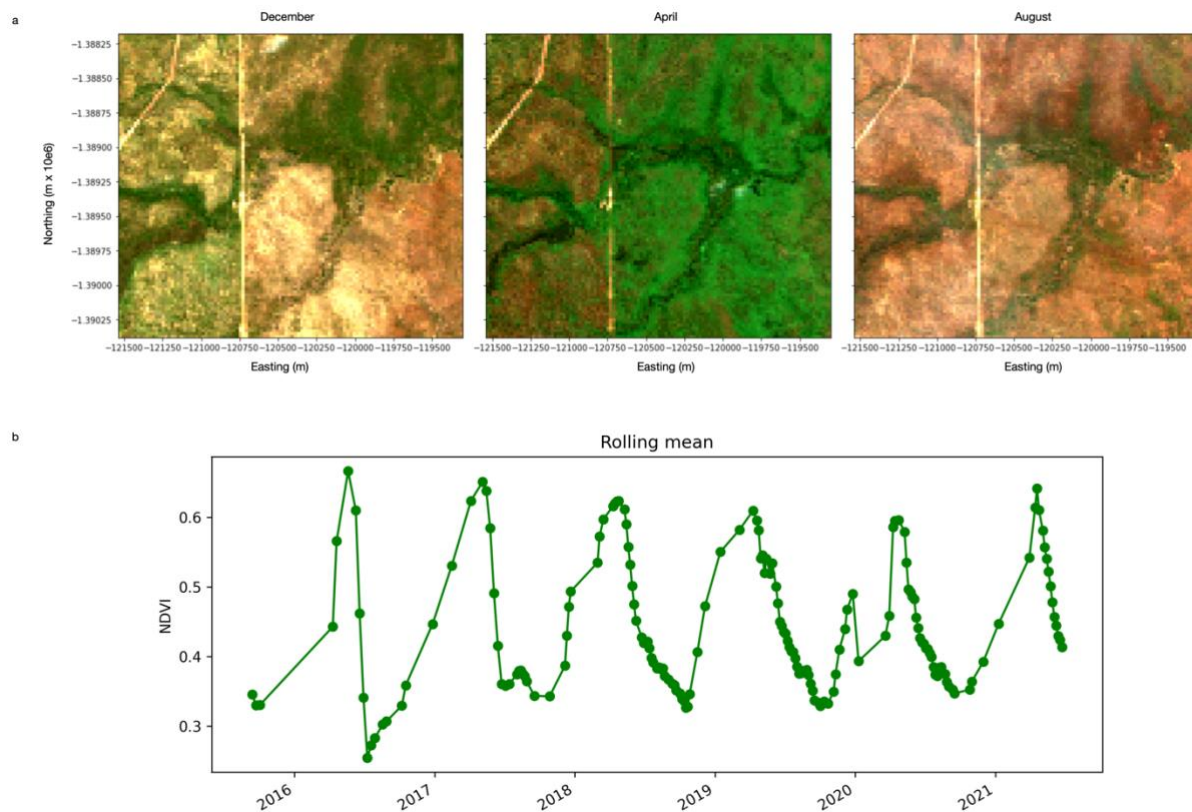 a
December
April
August
Northing (m x 10e6)
−1.38825
−1.38850
−1.38875
−1.38900
−1.38925
−1.38950
−1.38975
−1.39000
−1.39025
−121500 −121250 −121000 −120750 −120500 −120250 −120000 −119750 −119500
−121500 −121250 −121000 −120750 −120500 −120250 −120000 −119750 −119500
−121500 −121250 −121000 −120750 −120500 −120250 −120000 −119750 −119500
Easting (m)
Easting (m)
Easting (m)
b
Rolling mean
NDVI
0.6
0.5
0.4
0.3
2016
2017
2018
2019
2020
2021